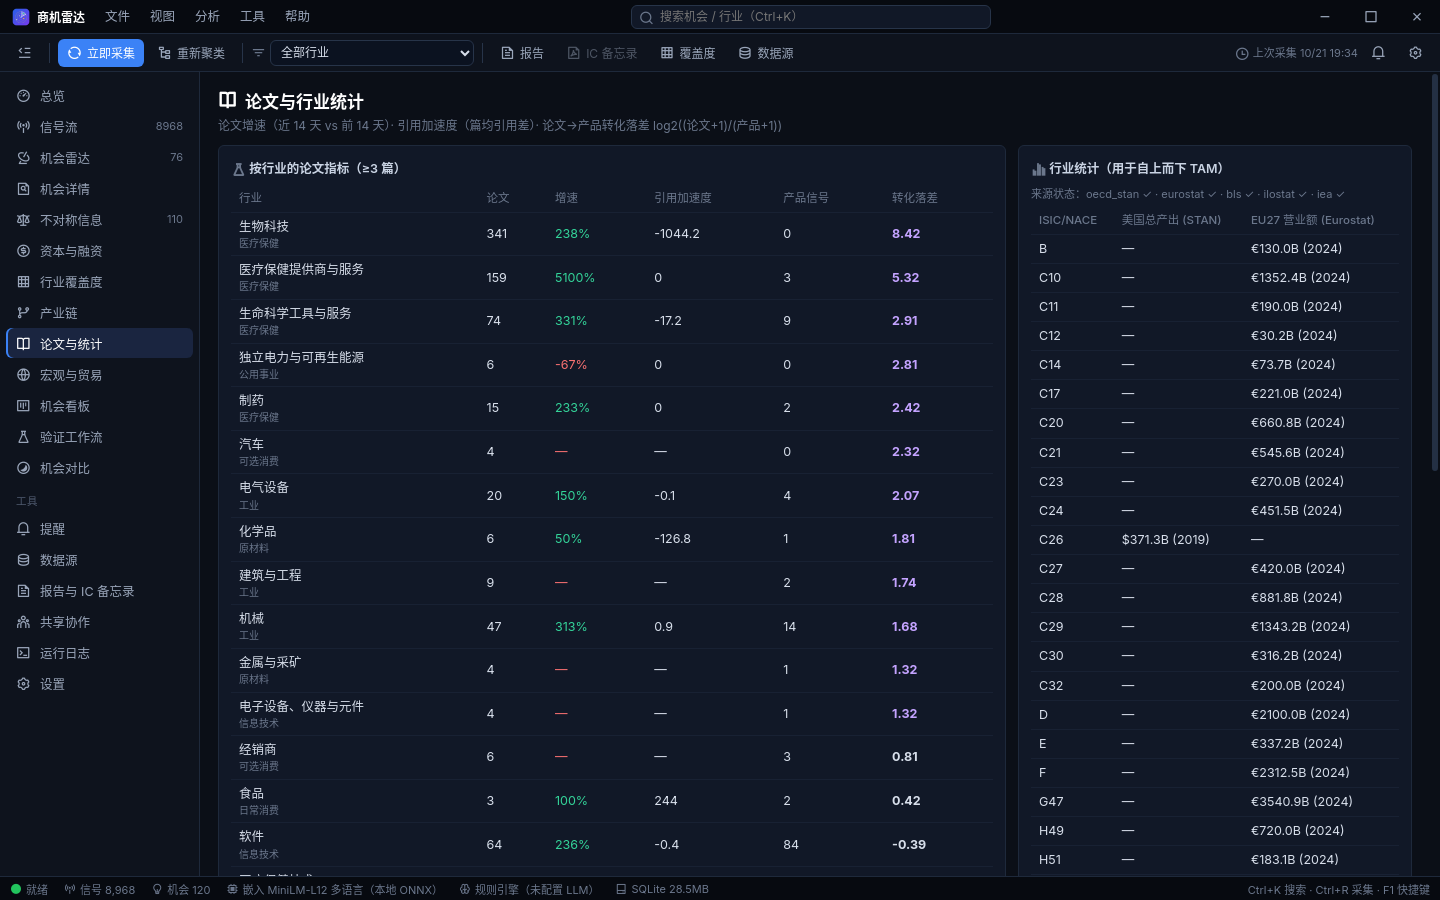 商机雷达 文件 视图 分析 工具 帮助 搜索机会 / 行业（Ctrl+K）
立即采集 重新聚类 全部行业 报告 IC 备忘录 覆盖度 数据源 上次采集 10/21 19:34
总览
信号流 8968
机会雷达 76
机会详情
不对称信息 110
资本与融资
行业覆盖度
产业链
论文与统计
宏观与贸易
机会看板
验证工作流
机会对比
工具
提醒
数据源
报告与 IC 备忘录
共享协作
运行日志
设置
论文与行业统计
论文增速（近 14 天 vs 前 14 天）· 引用加速度（篇均引用差）· 论文→产品转化落差 log2((论文+1)/(产品+1))
按行业的论文指标（≥3 篇）
行业 论文 增速 引用加速度 产品信号 转化落差
生物科技 341 238% -1044.2 0 8.42
医疗保健
医疗保健提供商与服务 159 5100% 0 3 5.32
医疗保健
生命科学工具与服务 74 331% -17.2 9 2.91
医疗保健
独立电力与可再生能源 6 -67% 0 0 2.81
公用事业
制药 15 233% 0 2 2.42
医疗保健
汽车 4 — — 0 2.32
可选消费
电气设备 20 150% -0.1 4 2.07
工业
化学品 6 50% -126.8 1 1.81
原材料
建筑与工程 9 — — 2 1.74
工业
机械 47 313% 0.9 14 1.68
工业
金属与采矿 4 — — 1 1.32
原材料
电子设备、仪器与元件 4 — — 1 1.32
信息技术
经销商 6 — — 3 0.81
可选消费
食品 3 100% 244 2 0.42
日常消费
软件 64 236% -0.4 84 -0.39
信息技术
行业统计（用于自上而下 TAM）
来源状态：oecd_stan ✓ · eurostat ✓ · bls ✓ · ilostat ✓ · iea ✓
ISIC/NACE 美国总产出 (STAN) EU27 营业额 (Eurostat)
B — €130.0B (2024)
C10 — €1352.4B (2024)
C11 — €190.0B (2024)
C12 — €30.2B (2024)
C14 — €73.7B (2024)
C17 — €221.0B (2024)
C20 — €660.8B (2024)
C21 — €545.6B (2024)
C23 — €270.0B (2024)
C24 — €451.5B (2024)
C26 $371.3B (2019) —
C27 — €420.0B (2024)
C28 — €881.8B (2024)
C29 — €1343.2B (2024)
C30 — €316.2B (2024)
C32 — €200.0B (2024)
D — €2100.0B (2024)
E — €337.2B (2024)
F — €2312.5B (2024)
G47 — €3540.9B (2024)
H49 — €720.0B (2024)
H51 — €183.1B (2024)
就绪 信号 8,968 机会 120 嵌入 MiniLM-L12 多语言（本地 ONNX） 规则引擎（未配置 LLM） SQLite 28.5MB Ctrl+K 搜索 · Ctrl+R 采集 · F1 快捷键